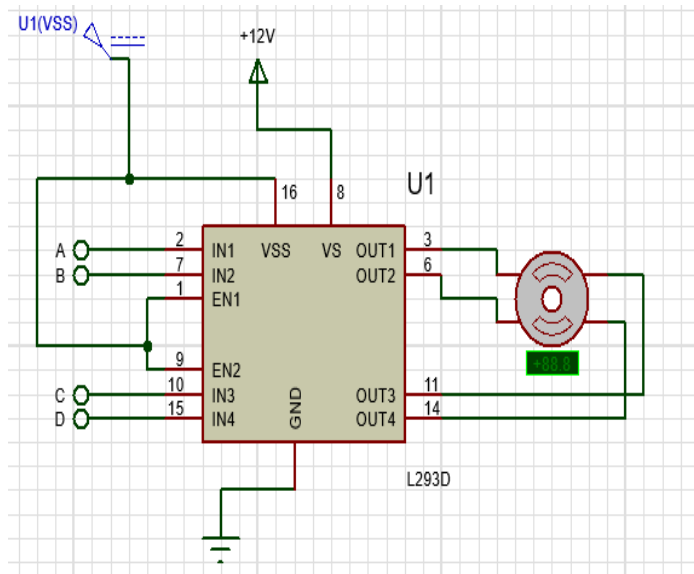 U1(VSS)
+12V
U1
16 8
A 2 IN1 VSS VS OUT1 3
B 7 IN2 OUT2 6
1 EN1
+88.8
9 EN2
C 10 IN3 OUT3 11
D 15 IN4 GND OUT4 14
L293D